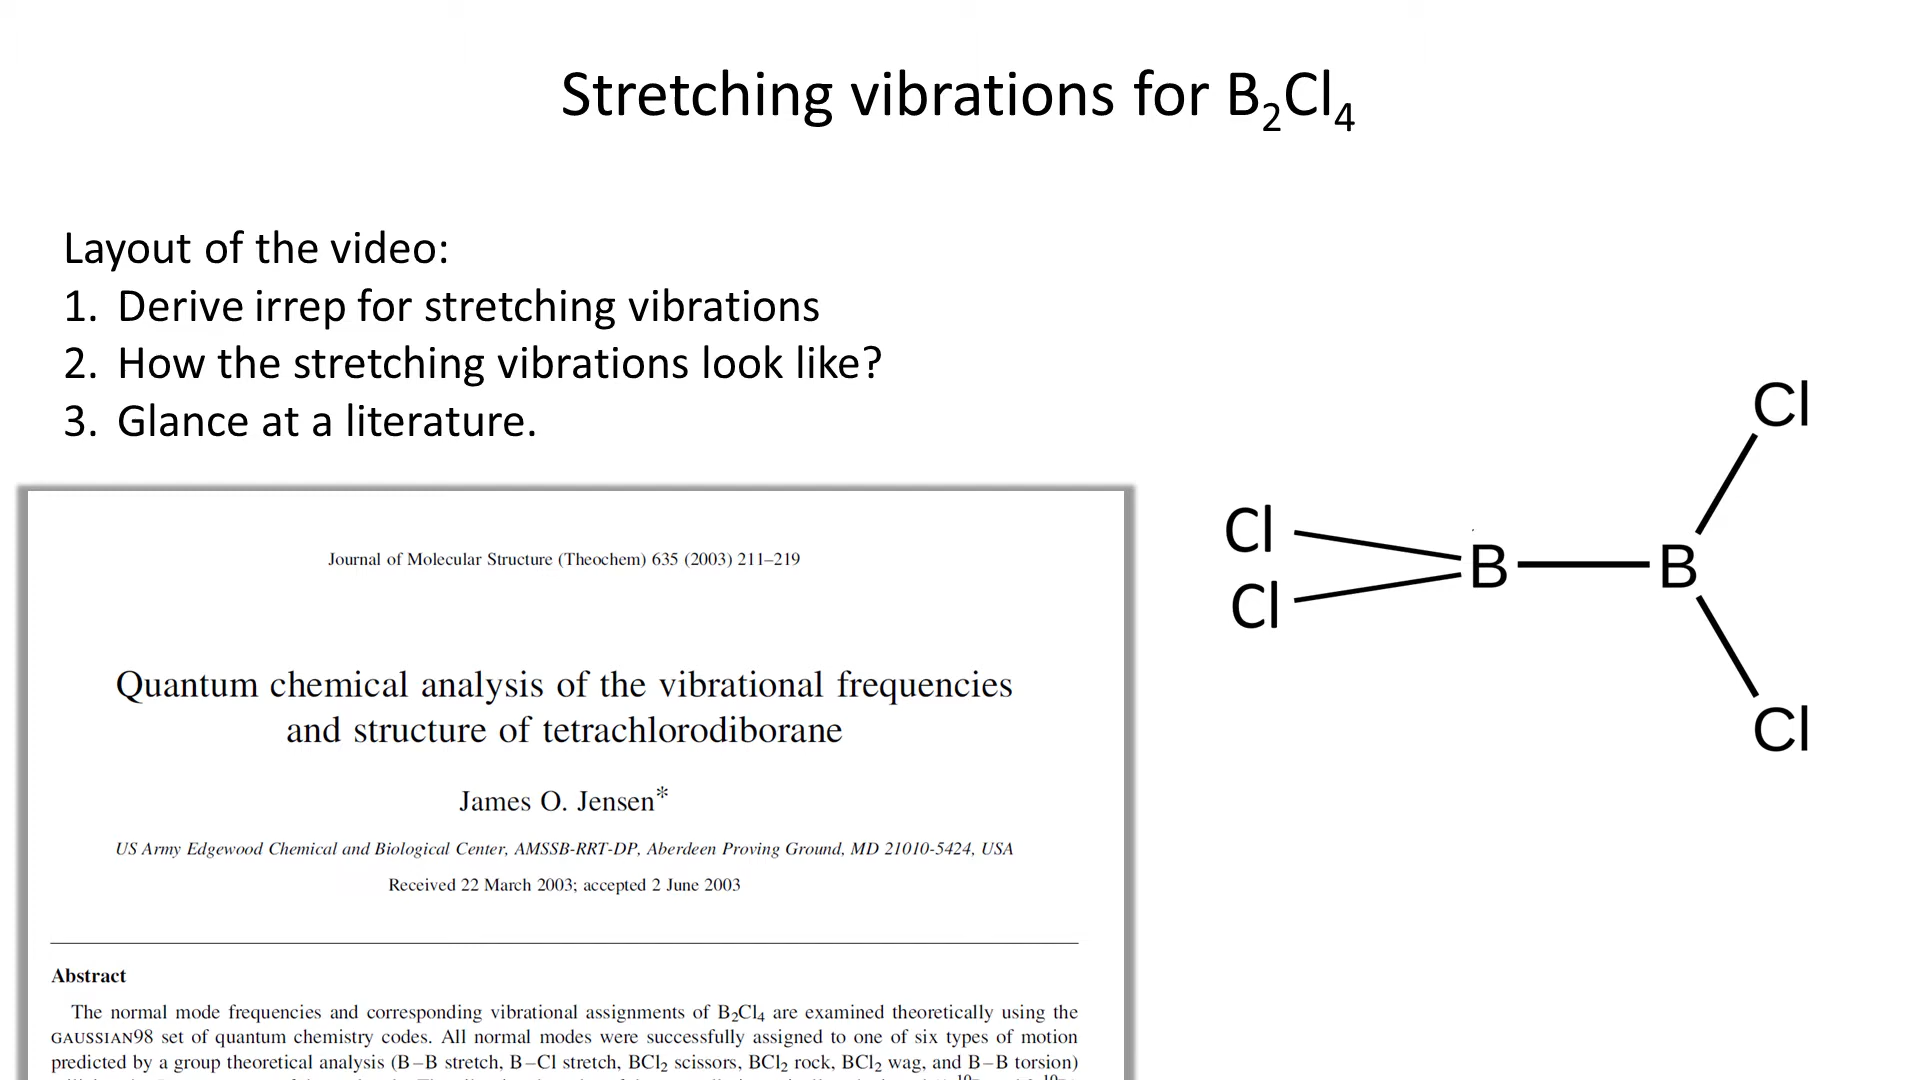 Stretching vibrations for B₂Cl₄
Layout of the video:
1. Derive irrep for stretching vibrations
2. How the stretching vibrations look like?
3. Glance at a literature.
Journal of Molecular Structure (Theochem) 635 (2003) 211–219
Quantum chemical analysis of the vibrational frequencies
and structure of tetrachlorodiborane
James O. Jensen*
US Army Edgewood Chemical and Biological Center, AMSSB-RRT-DP, Aberdeen Proving Ground, MD 21010-5424, USA
Received 22 March 2003; accepted 2 June 2003
Abstract
The normal mode frequencies and corresponding vibrational assignments of B₂Cl₄ are examined theoretically using the
GAUSSIAN98 set of quantum chemistry codes. All normal modes were successfully assigned to one of six types of motion
predicted by a group theoretical analysis (B–B stretch, B–Cl stretch, BCl₂ scissors, BCl₂ rock, BCl₂ wag, and B–B torsion)
Cl
Cl
B B
Cl
Cl